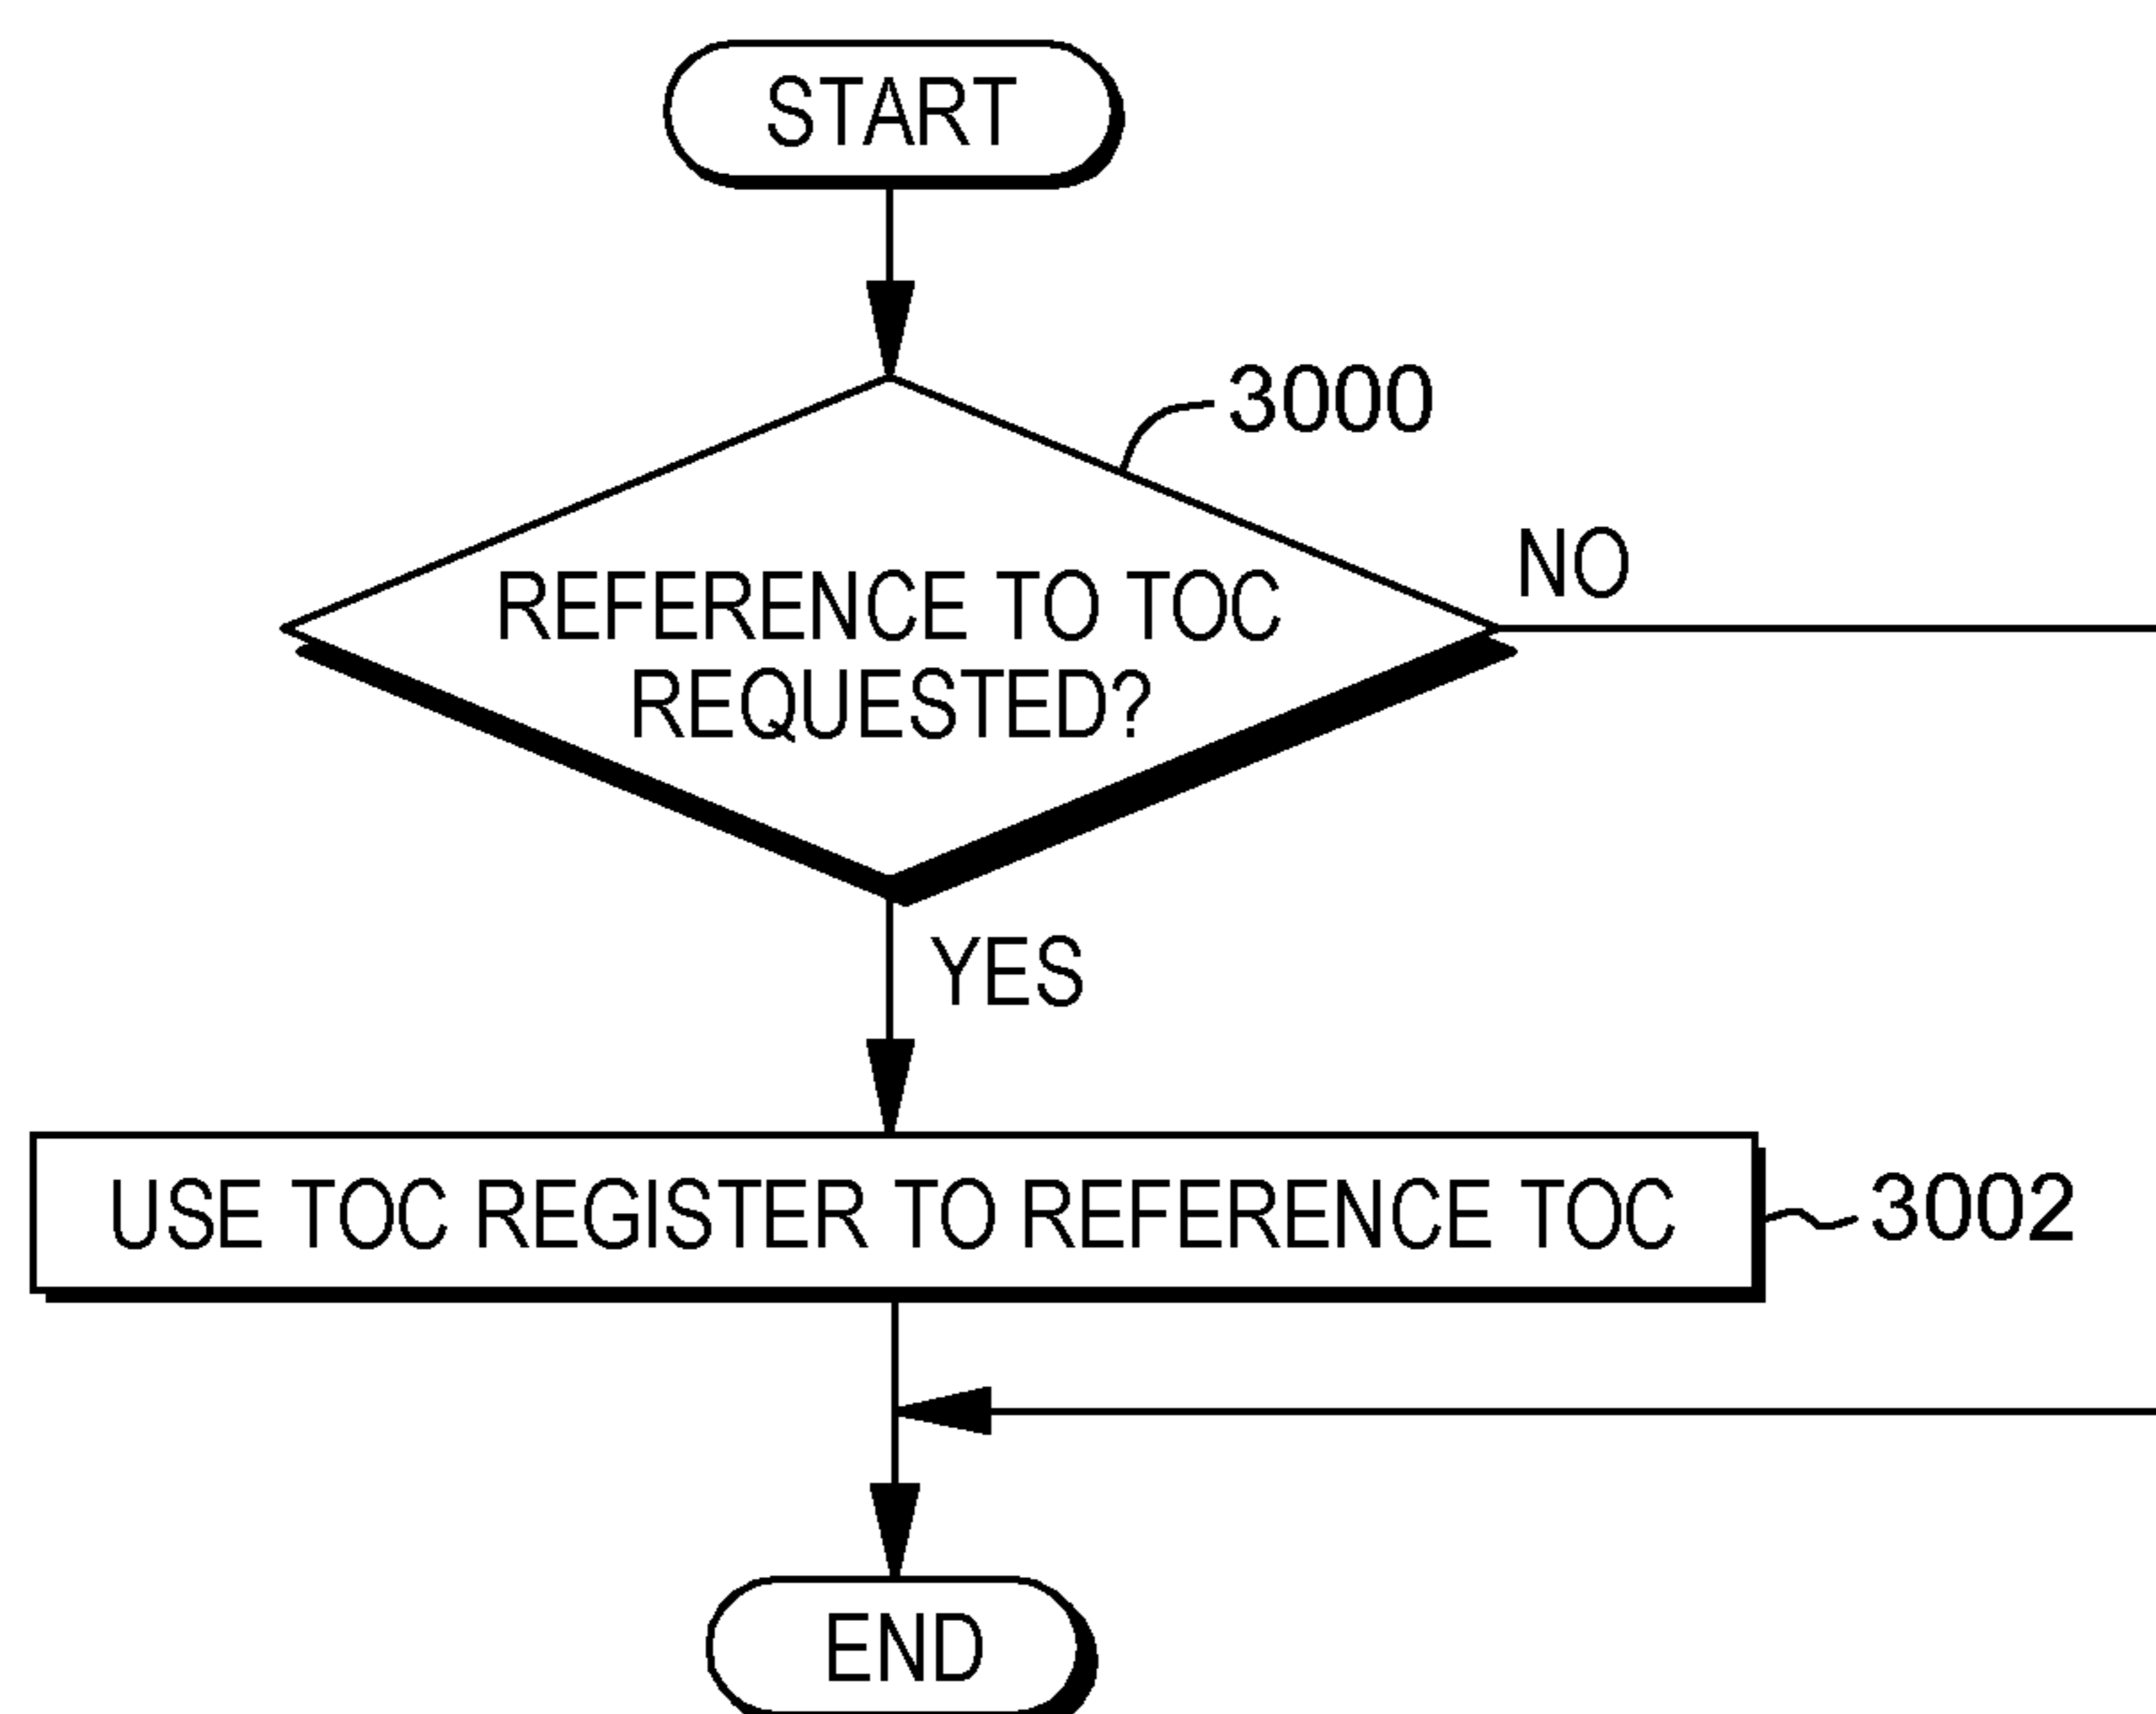 START
3000
NO
REFERENCE TO TOC
REQUESTED?
YES
USE TOC REGISTER TO REFERENCE TOC
3002
END